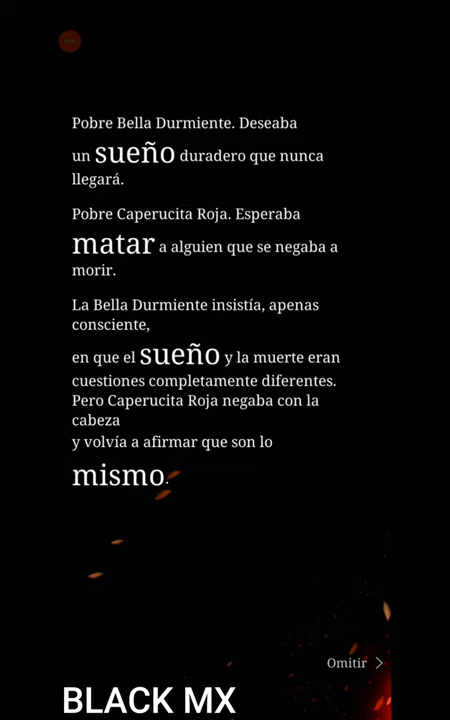 Pobre Bella Durmiente. Deseaba
un sueño duradero que nunca
llegará.
Pobre Caperucita Roja. Esperaba
matar a alguien que se negaba a
morir.
La Bella Durmiente insistía, apenas
consciente,
en que el sueño y la muerte eran
cuestiones completamente diferentes.
Pero Caperucita Roja negaba con la
cabeza
y volvía a afirmar que son lo
mismo.
Omitir
BLACK MX